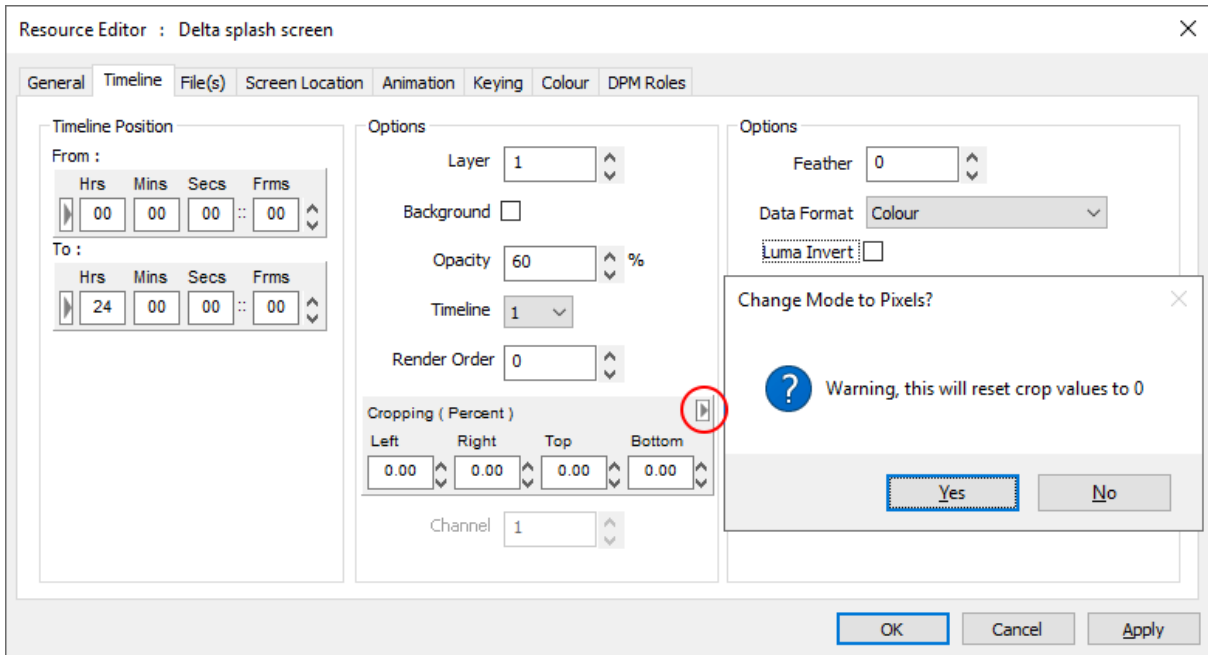 Resource Editor : Delta splash screen
General Timeline File(s) Screen Location Animation Keying Colour DPM Roles
Timeline Position
From :
Hrs Mins Secs Frms
00 00 00 :: 00
To :
Hrs Mins Secs Frms
24 00 00 :: 00
Options
Layer 1
Background
Opacity 60 %
Timeline 1
Render Order 0
Cropping ( Percent )
Left Right Top Bottom
0.00 0.00 0.00 0.00
Channel 1
Options
Feather 0
Data Format Colour
Luma Invert
Change Mode to Pixels?
Warning, this will reset crop values to 0
Yes No
OK Cancel Apply